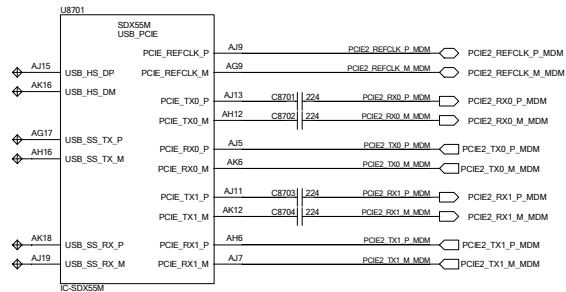 U8701
SDX55M
USB_PCIE
PCIE_REFCLK_P AJ9 PCIE2_REFCLK_P_MDM PCIE2_REFCLK_P_MDM
AJ15 USB_HS_DP PCIE_REFCLK_M AG9 PCIE2_REFCLK_M_MDM PCIE2_REFCLK_M_MDM
AK16 USB_HS_DM
PCIE_TX0_P AJ13 C8701 224 PCIE2_RX0_P_MDM PCIE2_RX0_P_MDM
PCIE_TX0_M AH12 C8702 224 PCIE2_RX0_M_MDM PCIE2_RX0_M_MDM
AG17 USB_SS_TX_P PCIE_RX0_P AJ5 PCIE2_TX0_P_MDM PCIE2_TX0_P_MDM
AH16 USB_SS_TX_M PCIE_RX0_M AK6 PCIE2_TX0_M_MDM PCIE2_TX0_M_MDM
PCIE_TX1_P AJ11 C8703 224 PCIE2_RX1_P_MDM PCIE2_RX1_P_MDM
PCIE_TX1_M AK12 C8704 224 PCIE2_RX1_M_MDM PCIE2_RX1_M_MDM
AK18 USB_SS_RX_P PCIE_RX1_P AH6 PCIE2_TX1_P_MDM PCIE2_TX1_P_MDM
AJ19 USB_SS_RX_M PCIE_RX1_M AJ7 PCIE2_TX1_M_MDM PCIE2_TX1_M_MDM
IC-SDX55M